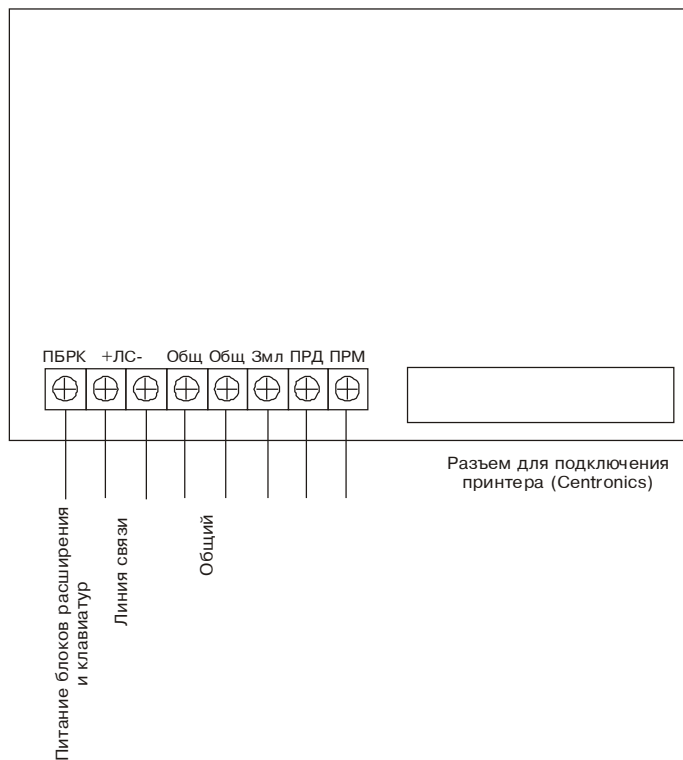 ПБРК +ЛС- Общ Общ Змл ПРД ПРМ
Разъем для подключения
принтера (Centronics)
Питание блоков расширения
и клавиатур
Линия связи
Общий